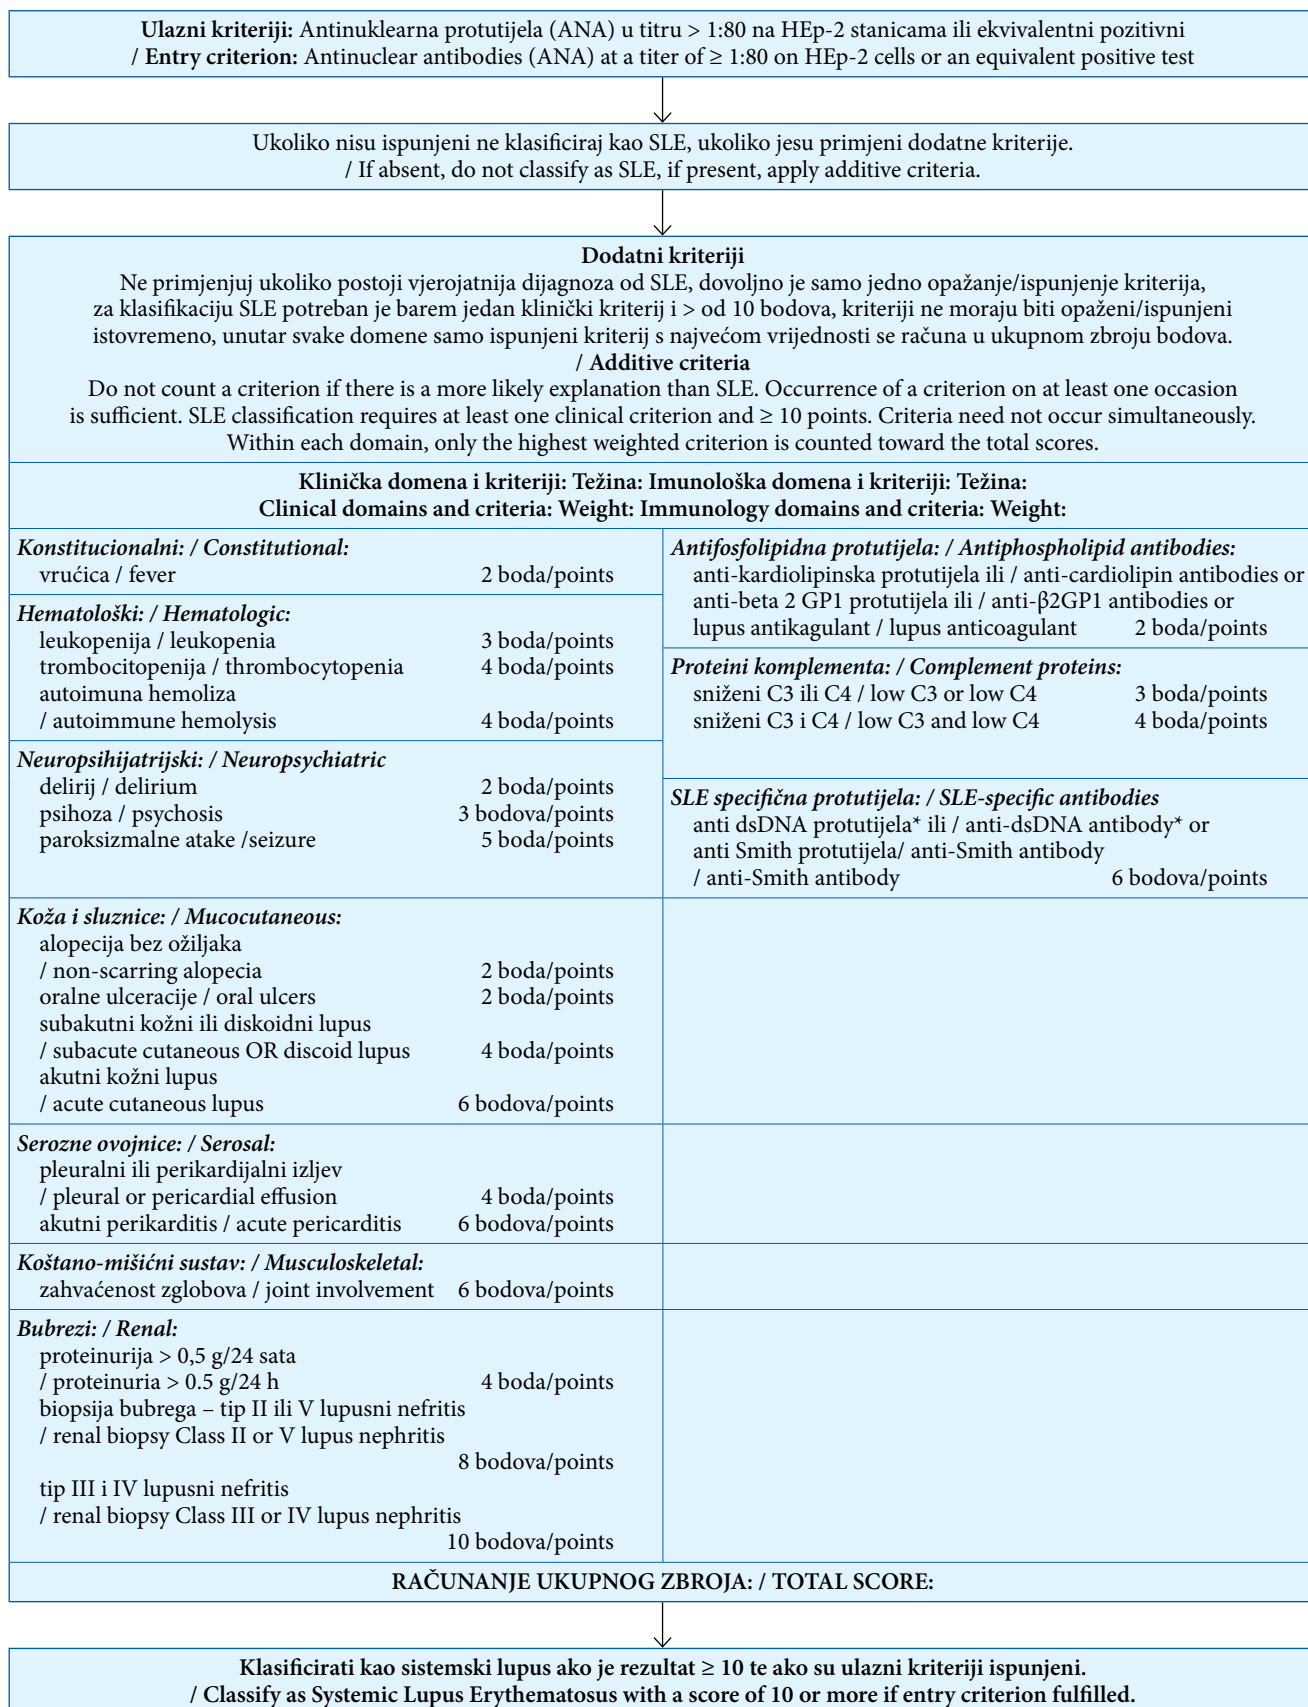 Ulazni kriteriji: Antinuklearna protutijela (ANA) u titru > 1:80 na HEp-2 stanicama ili ekvivalentni pozitivni
/ Entry criterion: Antinuclear antibodies (ANA) at a titer of ≥ 1:80 on HEp-2 cells or an equivalent positive test
Ukoliko nisu ispunjeni ne klasificiraj kao SLE, ukoliko jesu primjeni dodatne kriterije.
/ If absent, do not classify as SLE, if present, apply additive criteria.
Dodatni kriteriji
Ne primjenjuj ukoliko postoji vjerojatnija dijagnoza od SLE, dovoljno je samo jedno opažanje/ispunjenje kriterija,
za klasifikaciju SLE potreban je barem jedan klinički kriterij i > od 10 bodova, kriteriji ne moraju biti opaženi/ispunjeni
istovremeno, unutar svake domene samo ispunjeni kriterij s najvećom vrijednosti se računa u ukupnom zbroju bodova.
/ Additive criteria
Do not count a criterion if there is a more likely explanation than SLE. Occurrence of a criterion on at least one occasion
is sufficient. SLE classification requires at least one clinical criterion and ≥ 10 points. Criteria need not occur simultaneously.
Within each domain, only the highest weighted criterion is counted toward the total scores.
Klinička domena i kriteriji: Težina: Imunološka domena i kriteriji: Težina:
Clinical domains and criteria: Weight: Immunology domains and criteria: Weight:
Konstitucionalni: / Constitutional:
vrućica / fever 2 boda/points
Hematološki: / Hematologic:
leukopenija / leukopenia 3 boda/points
trombocitopenija / thrombocytopenia 4 boda/points
autoimuna hemoliza
/ autoimmune hemolysis 4 boda/points
Neuropsihijatrijski: / Neuropsychiatric
delirij / delirium 2 boda/points
psihoza / psychosis 3 bodova/points
paroksizmalne atake /seizure 5 boda/points
Koža i sluznice: / Mucocutaneous:
alopecija bez ožiljaka
/ non-scarring alopecia 2 boda/points
oralne ulceracije / oral ulcers 2 boda/points
subakutni kožni ili diskoidni lupus
/ subacute cutaneous OR discoid lupus 4 boda/points
akutni kožni lupus
/ acute cutaneous lupus 6 bodova/points
Serozne ovojnice: / Serosal:
pleuralni ili perikardijalni izljev
/ pleural or pericardial effusion 4 boda/points
akutni perikarditis / acute pericarditis 6 bodova/points
Koštano-mišićni sustav: / Musculoskeletal:
zahvaćenost zglobova / joint involvement 6 bodova/points
Bubrezi: / Renal:
proteinurija > 0,5 g/24 sata
/ proteinuria > 0.5 g/24 h 4 boda/points
biopsija bubrega – tip II ili V lupusni nefritis
/ renal biopsy Class II or V lupus nephritis
8 bodova/points
tip III i IV lupusni nefritis
/ renal biopsy Class III or IV lupus nephritis
10 bodova/points
Antifosfolipidna protutijela: / Antiphospholipid antibodies:
anti-kardiolipinska protutijela ili / anti-cardiolipin antibodies or
anti-beta 2 GP1 protutijela ili / anti-β2GP1 antibodies or
lupus antikagulant / lupus anticoagulant 2 boda/points
Proteini komplementa: / Complement proteins:
sniženi C3 ili C4 / low C3 or low C4 3 boda/points
sniženi C3 i C4 / low C3 and low C4 4 boda/points
SLE specifična protutijela: / SLE-specific antibodies
anti dsDNA protutijela* ili / anti-dsDNA antibody* or
anti Smith protutijela/ anti-Smith antibody
/ anti-Smith antibody 6 bodova/points
RAČUNANJE UKUPNOG ZBROJA: / TOTAL SCORE:
Klasificirati kao sistemski lupus ako je rezultat ≥ 10 te ako su ulazni kriteriji ispunjeni.
/ Classify as Systemic Lupus Erythematosus with a score of 10 or more if entry criterion fulfilled.